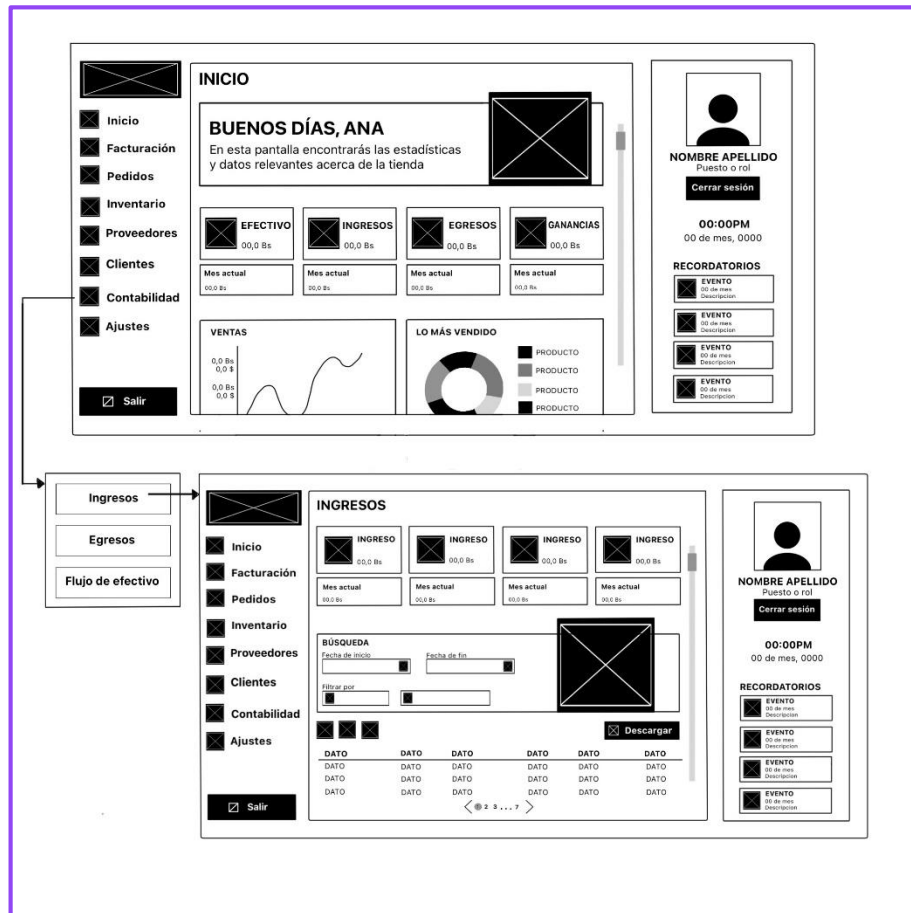 INICIO
Inicio
Facturación
Pedidos
Inventario
Proveedores
Clientes
Contabilidad
Ajustes
Salir
BUENOS DÍAS, ANA
En esta pantalla encontrarás las estadísticas
y datos relevantes acerca de la tienda
EFECTIVO
00,0 Bs
INGRESOS
00,0 Bs
EGRESOS
00,0 Bs
GANANCIAS
00,0 Bs
Mes actual
00,0 Bs
Mes actual
00,0 Bs
Mes actual
00,0 Bs
Mes actual
00,0 Bs
VENTAS
0,0 Bs
0,0 $
0,0 Bs
0,0 $
LO MÁS VENDIDO
PRODUCTO
PRODUCTO
PRODUCTO
PRODUCTO
NOMBRE APELLIDO
Puesto o rol
Cerrar sesión
00:00PM
00 de mes, 0000
RECORDATORIOS
EVENTO
00 de mes
Descripcion
EVENTO
00 de mes
Descripcion
EVENTO
00 de mes
Descripcion
EVENTO
00 de mes
Descripcion
Ingresos
Egresos
Flujo de efectivo
Inicio
Facturación
Pedidos
Inventario
Proveedores
Clientes
Contabilidad
Ajustes
Salir
INGRESOS
INGRESO
00,0 Bs
INGRESO
00,0 Bs
INGRESO
00,0 Bs
INGRESO
00,0 Bs
Mes actual
00,0 Bs
Mes actual
00,0 Bs
Mes actual
00,0 Bs
Mes actual
00,0 Bs
BÚSQUEDA
Fecha de inicio
Fecha de fin
Filtrar por
Descargar
DATO DATO DATO DATO DATO DATO
DATO DATO DATO DATO DATO DATO
DATO DATO DATO DATO DATO DATO
DATO DATO DATO DATO DATO DATO
2 3 ... 7
NOMBRE APELLIDO
Puesto o rol
Cerrar sesión
00:00PM
00 de mes, 0000
RECORDATORIOS
EVENTO
00 de mes
Descripcion
EVENTO
00 de mes
Descripcion
EVENTO
00 de mes
Descripcion
EVENTO
00 de mes
Descripcion